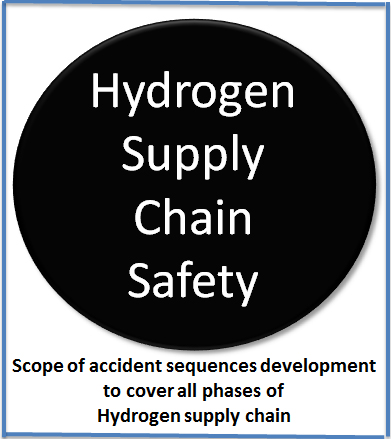 Hydrogen
Supply
Chain
Safety
Scope of accident sequences development
to cover all phases of
Hydrogen supply chain